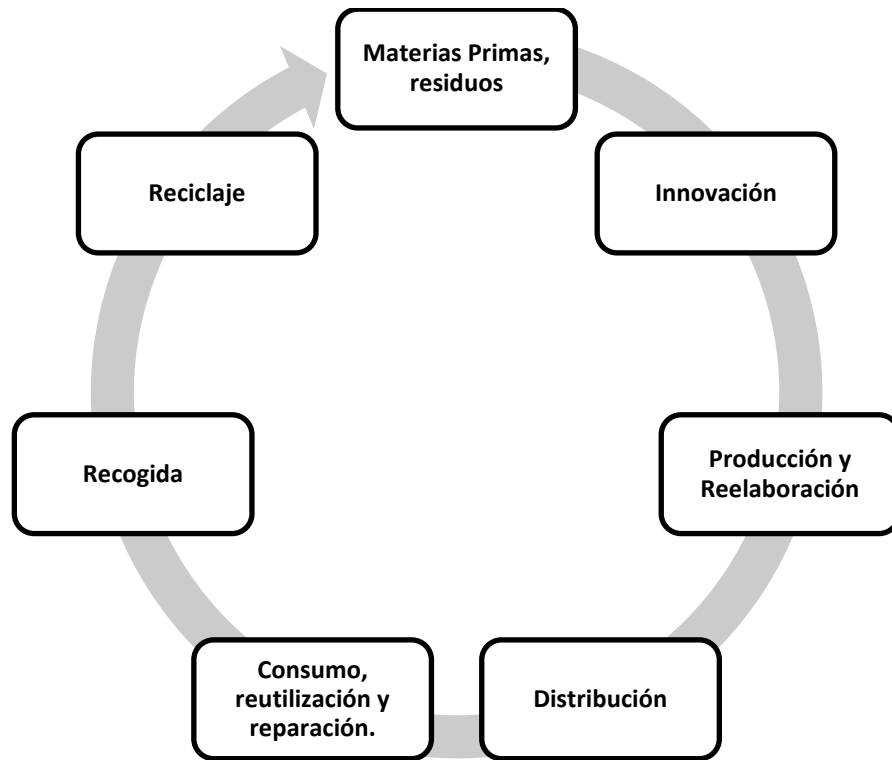 Materias Primas,
residuos
Innovación
Producción y
Reelaboración
Distribución
Consumo,
reutilización y
reparación.
Recogida
Reciclaje